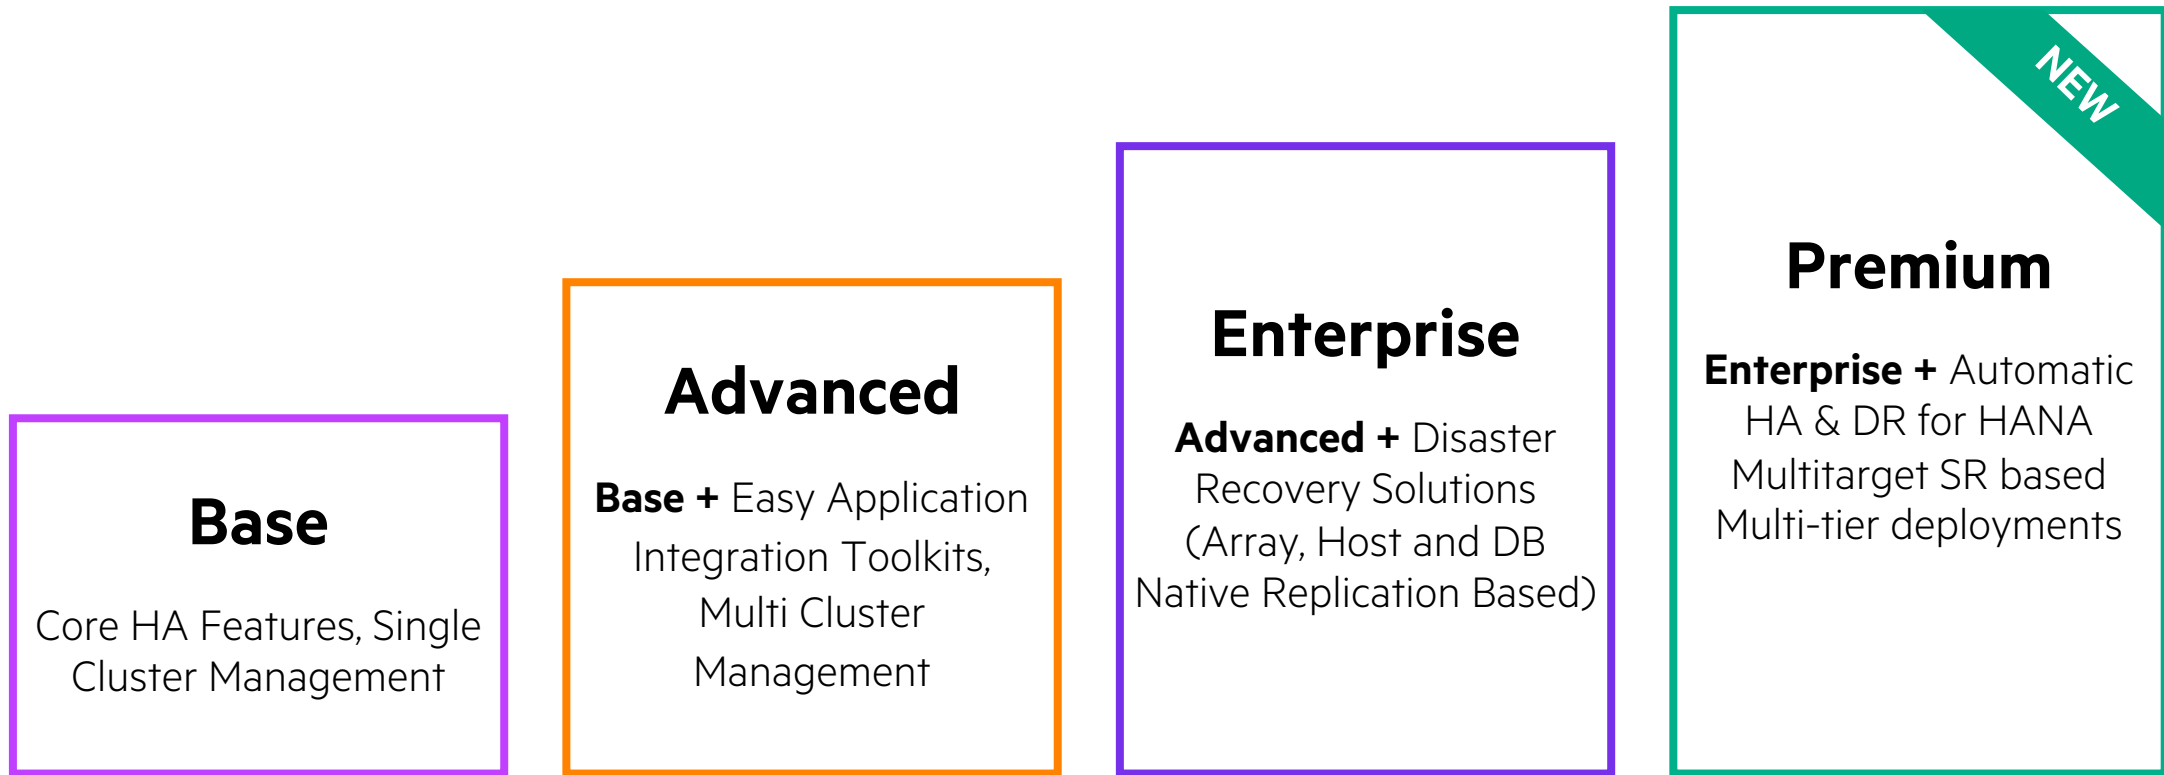 Base
Core HA Features, Single
Cluster Management
Advanced
Base + Easy Application
Integration Toolkits,
Multi Cluster
Management
Enterprise
Advanced + Disaster
Recovery Solutions
(Array, Host and DB
Native Replication Based)
NEW
Premium
Enterprise + Automatic
HA & DR for HANA
Multitarget SR based
Multi-tier deployments